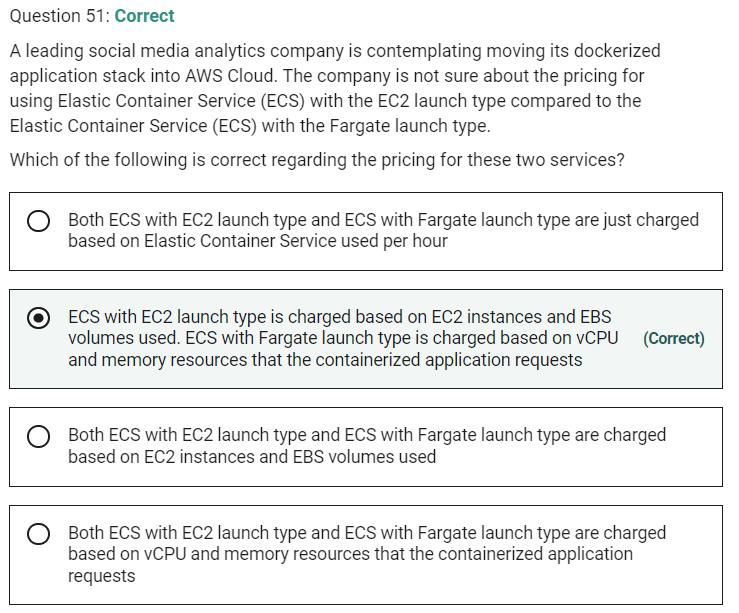 Question 51: Correct
A leading social media analytics company is contemplating moving its dockerized
application stack into AWS Cloud. The company is not sure about the pricing for
using Elastic Container Service (ECS) with the EC2 launch type compared to the
Elastic Container Service (ECS) with the Fargate launch type.
Which of the following is correct regarding the pricing for these two services?
Both ECS with EC2 launch type and ECS with Fargate launch type are just charged
based on Elastic Container Service used per hour
ECS with EC2 launch type is charged based on EC2 instances and EBS
volumes used. ECS with Fargate launch type is charged based on vCPU
and memory resources that the containerized application requests
(Correct)
Both ECS with EC2 launch type and ECS with Fargate launch type are charged
based on EC2 instances and EBS volumes used
Both ECS with EC2 launch type and ECS with Fargate launch type are charged
based on vCPU and memory resources that the containerized application
requests